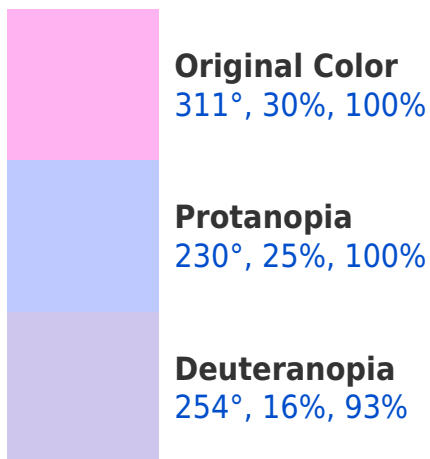 Original Color
311°, 30%, 100%
Protanopia
230°, 25%, 100%
Deuteranopia
254°, 16%, 93%